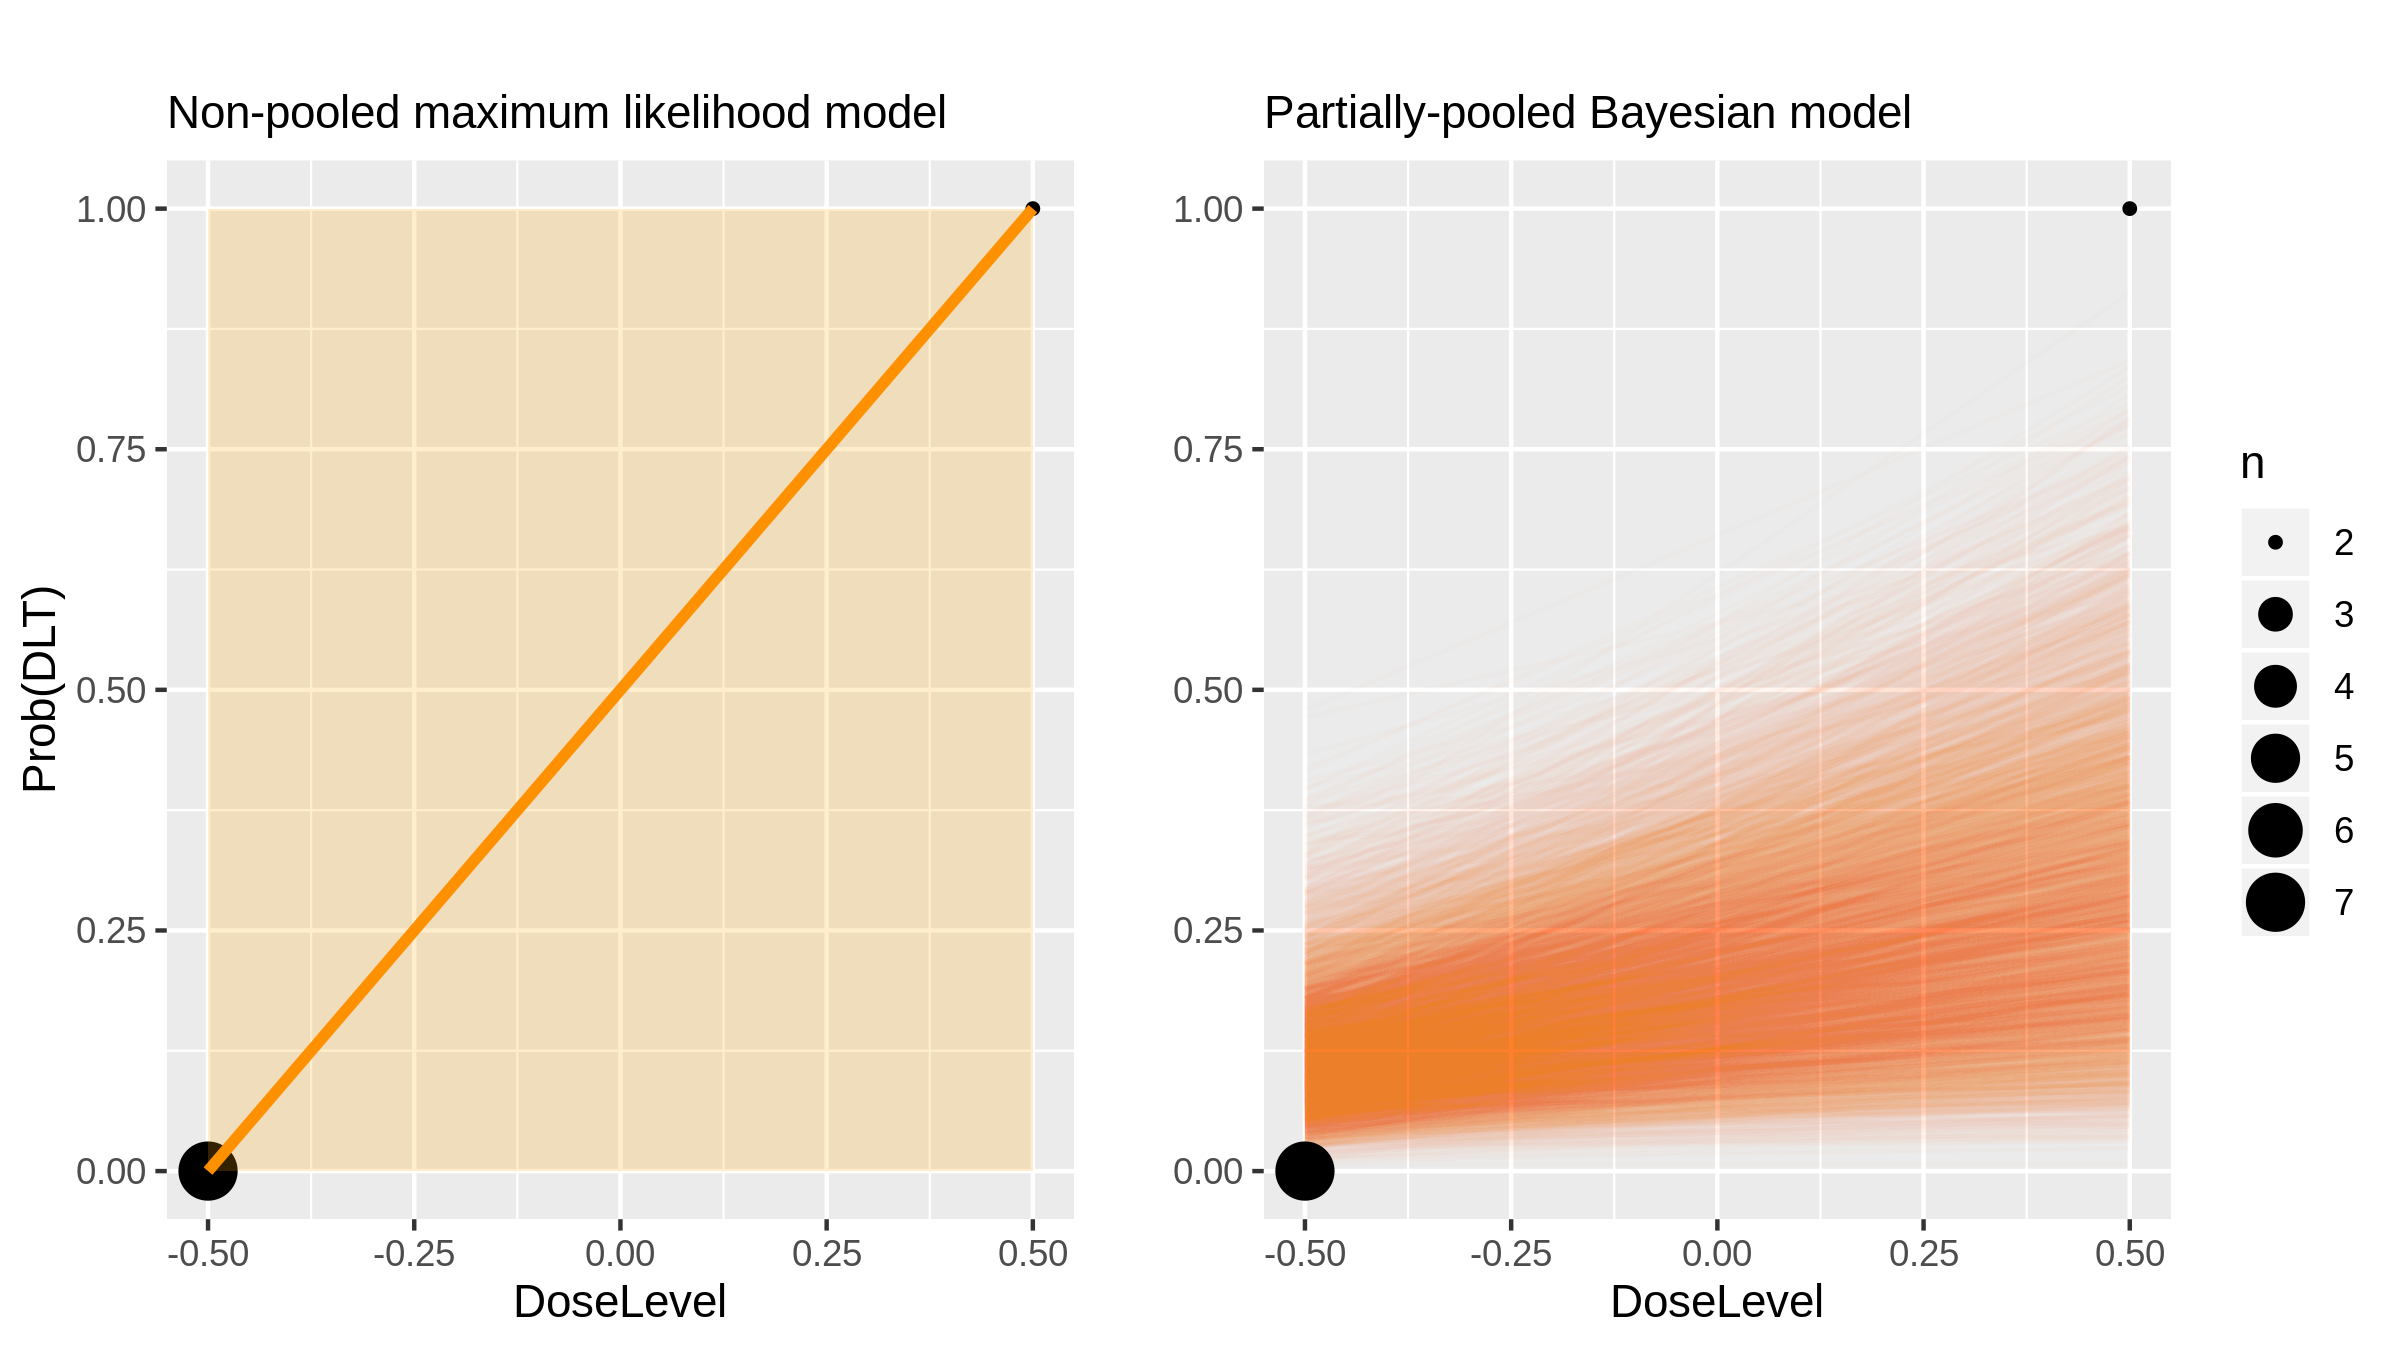 Non-pooled maximum likelihood model
Prob(DLT)
1.00
0.75
0.50
0.25
0.00
-0.50 -0.25 0.00 0.25 0.50
DoseLevel
Partially-pooled Bayesian model
1.00
0.75
0.50
0.25
0.00
-0.50 -0.25 0.00 0.25 0.50
DoseLevel
n
2
3
4
5
6
7